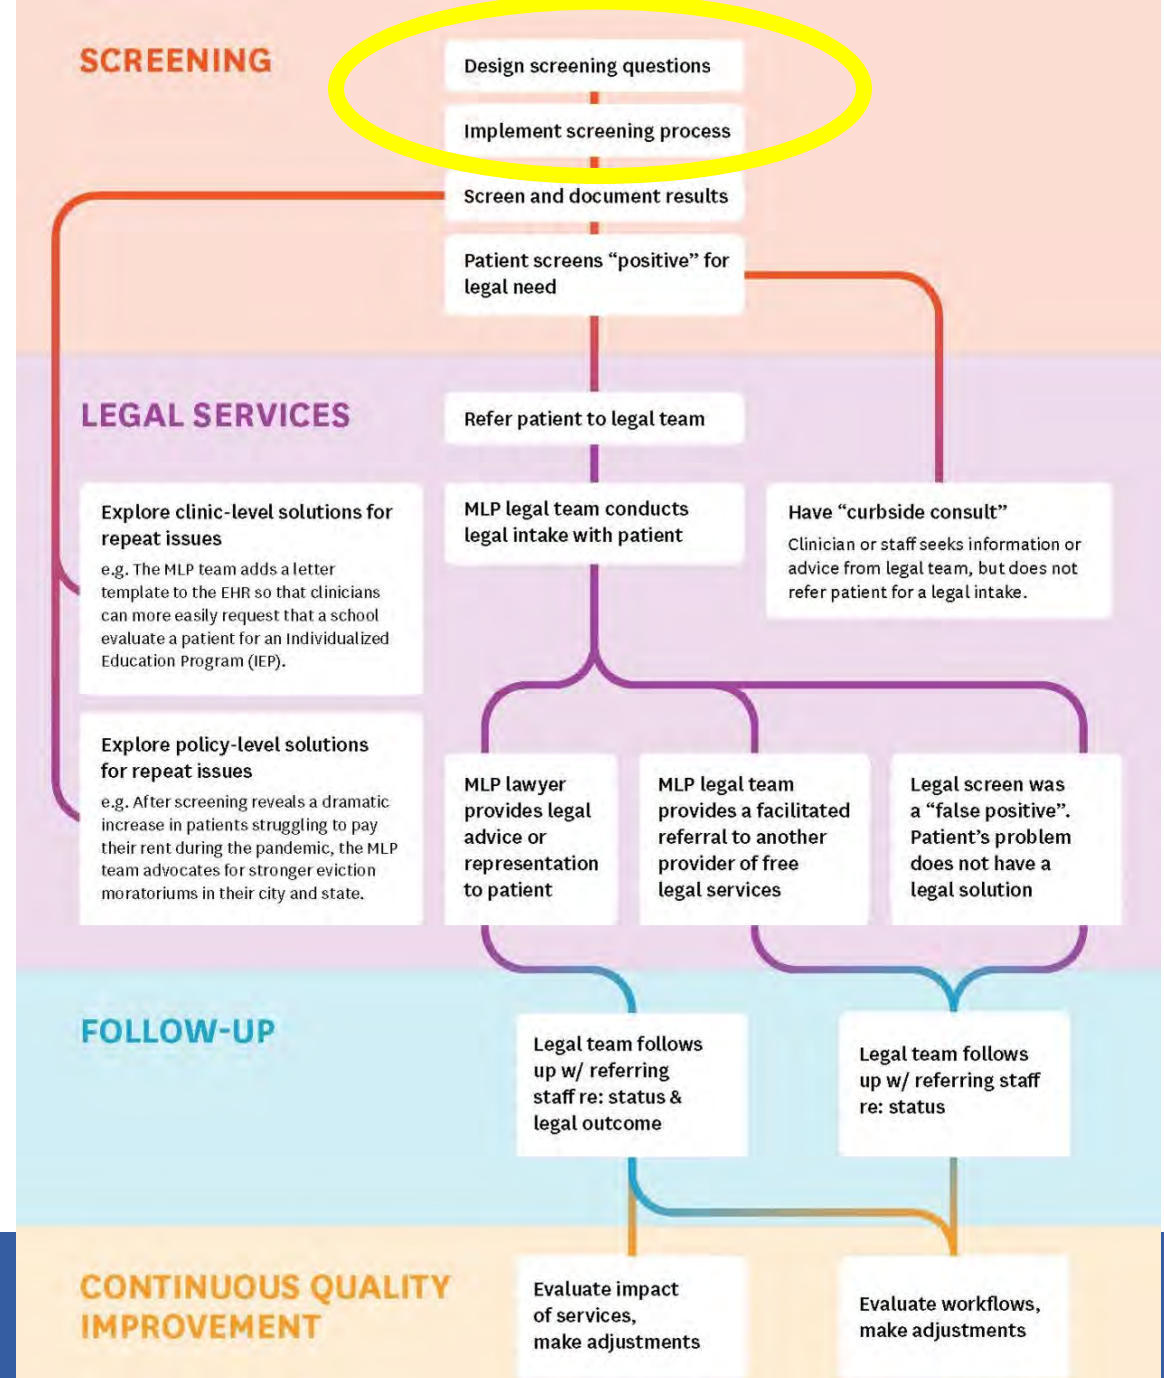 SCREENING
Design screening questions
Implement screening process
Screen and document results
Patient screens “positive” for
legal need
LEGAL SERVICES
Refer patient to legal team
Explore clinic-level solutions for
repeat issues
e.g. The MLP team adds a letter
template to the EHR so that clinicians
can more easily request that a school
evaluate a patient for an Individualized
Education Program (IEP).
MLP legal team conducts
legal intake with patient
Have “curbside consult”
Clinician or staff seeks information or
advice from legal team, but does not
refer patient for a legal intake.
Explore policy-level solutions
for repeat issues
e.g. After screening reveals a dramatic
increase in patients struggling to pay
their rent during the pandemic, the MLP
team advocates for stronger eviction
moratoriums in their city and state.
MLP lawyer
provides legal
advice or
representation
to patient
MLP legal team
provides a facilitated
referral to another
provider of free
legal services
Legal screen was
a “false positive”.
Patient’s problem
does not have a
legal solution
FOLLOW-UP
Legal team follows
up w/ referring
staff re: status &
legal outcome
Legal team follows
up w/ referring staff
re: status
CONTINUOUS QUALITY
IMPROVEMENT
Evaluate impact
of services,
make adjustments
Evaluate workflows,
make adjustments